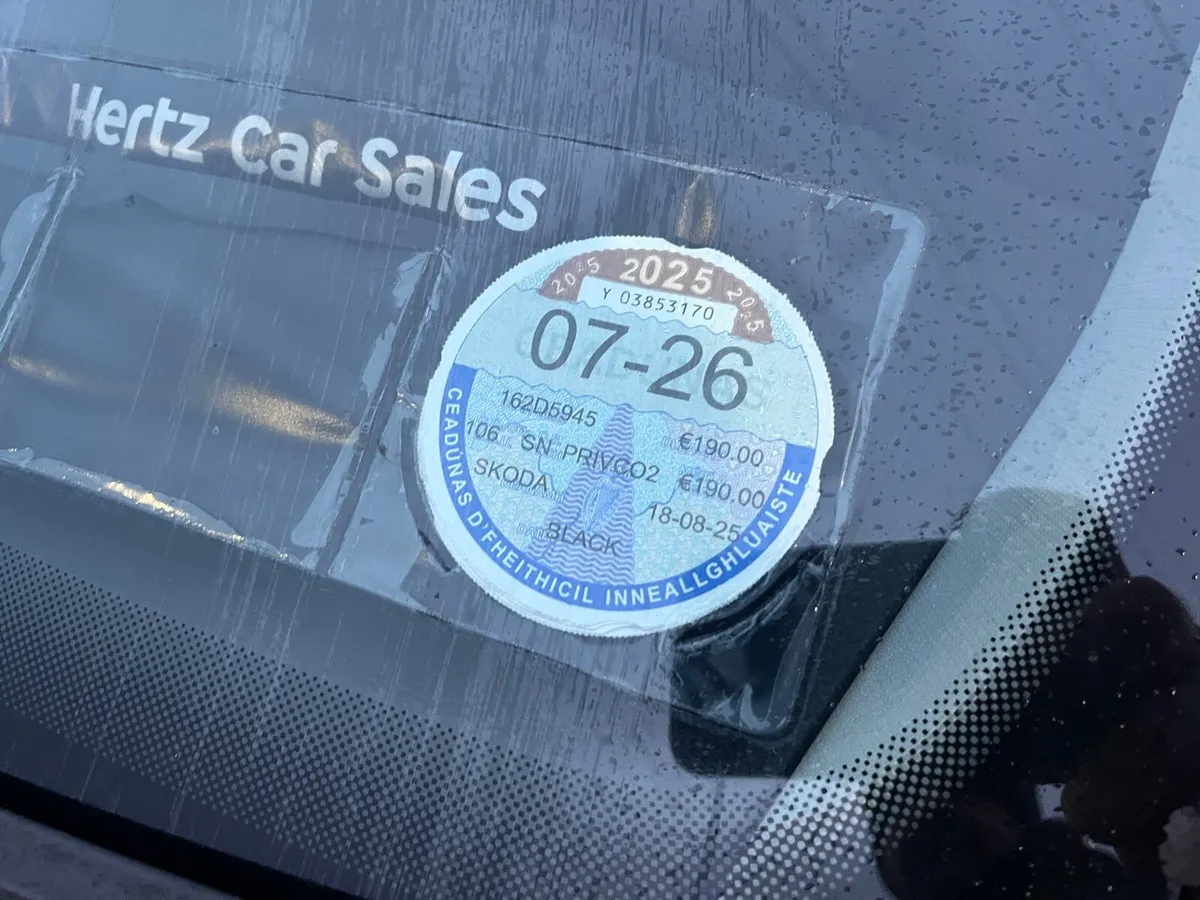 Hertz Car Sales
2025 2025 2025
Y 03853170
07-26
162D5945 €190.00
106 SN PRIVCO2 €190.00
SKODA 18-08-25
BLACK
CEADUNAS D'FHEITHICIL INNEALLGHLUAISTE